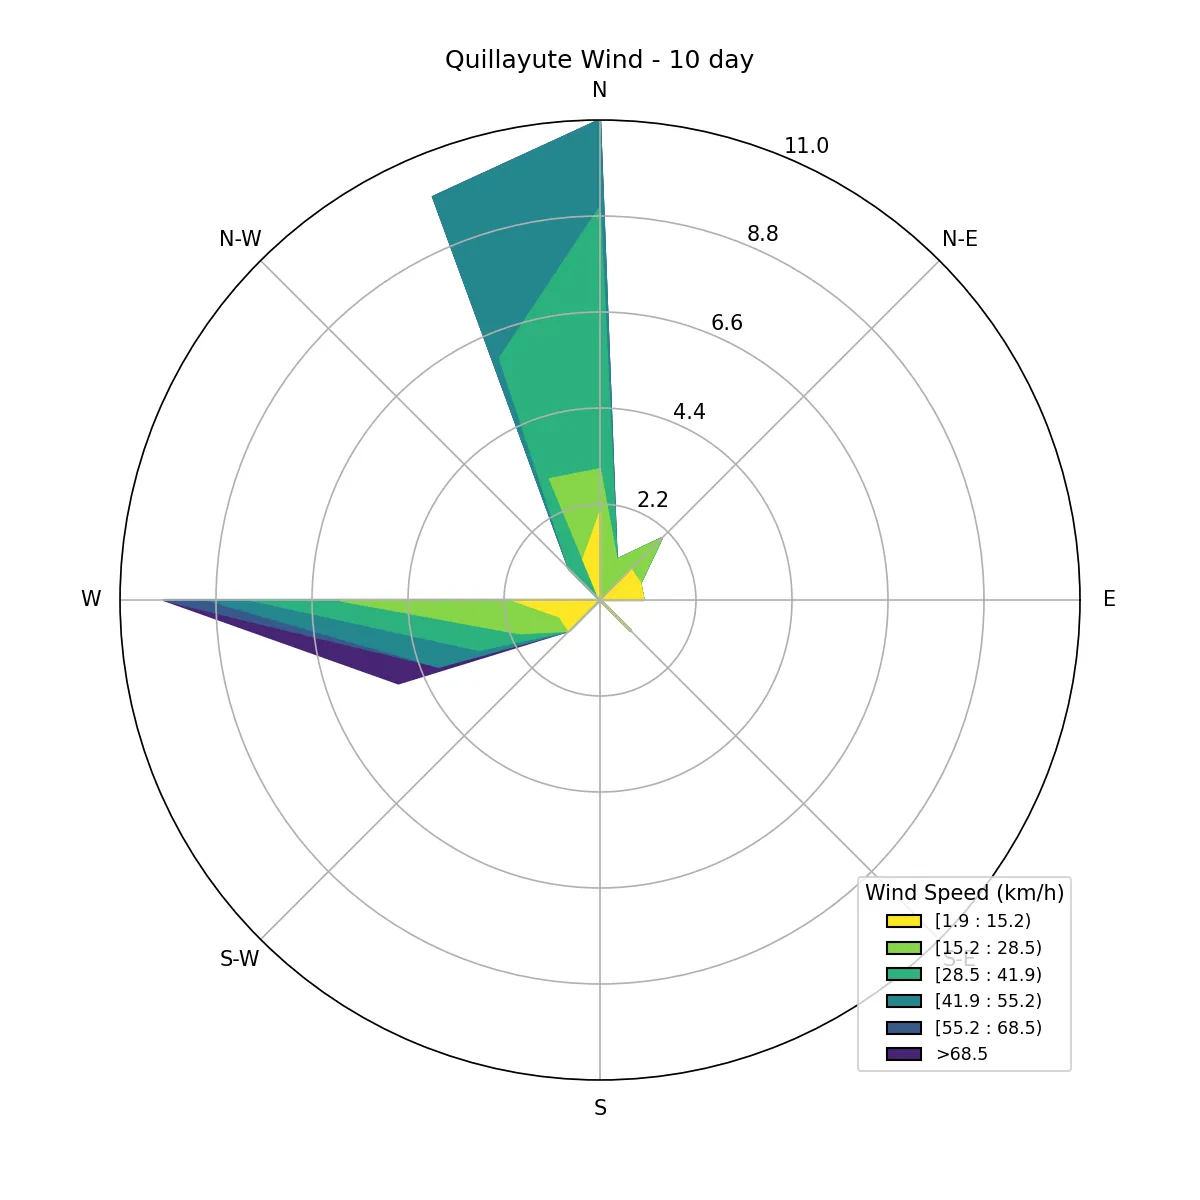 Quillayute Wind - 10 day
N
11.0
N-W
8.8
N-E
6.6
4.4
2.2
W
E
S-W
S-E
S
Wind Speed (km/h)
[1.9 : 15.2)
[15.2 : 28.5)
[28.5 : 41.9)
[41.9 : 55.2)
[55.2 : 68.5)
>68.5